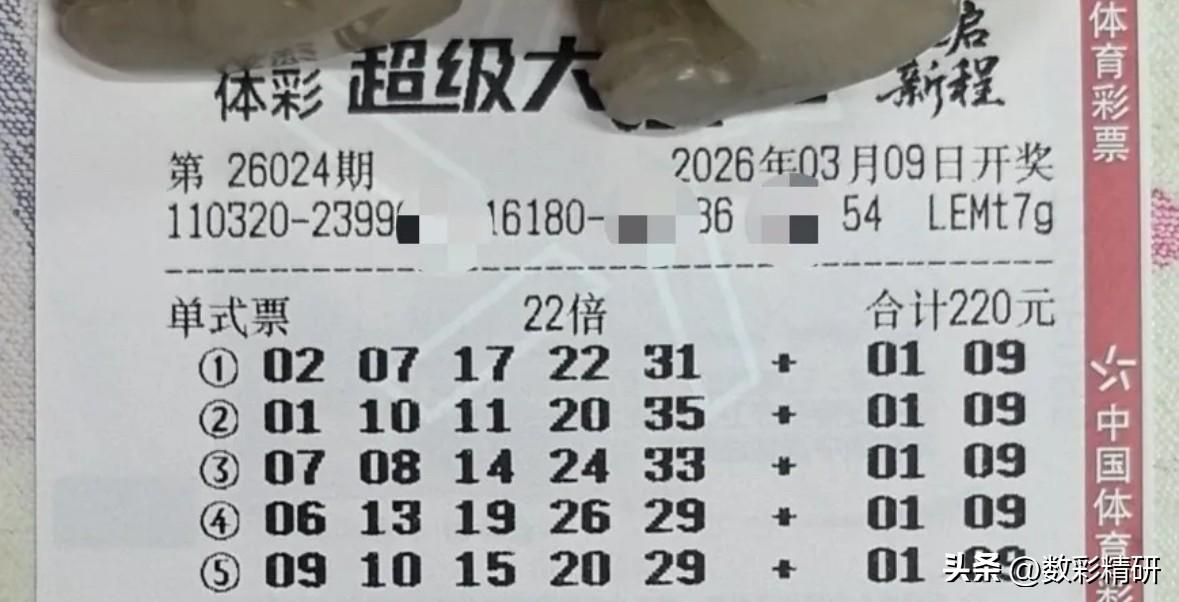 体彩 超级大
启
新程
第 26024期 2026年03月09日开奖
110320-2399 16180- 86 54 LEMt7g
单式票 22倍 合计220元
① 02 07 17 22 31 + 01 09
② 01 10 11 20 35 + 01 09
③ 07 08 14 24 33 + 01 09
④ 06 13 19 26 29 + 01 09
⑤ 09 10 15 20 29 + 01 09
体育彩票
中国体育彩
头条 @数彩精研